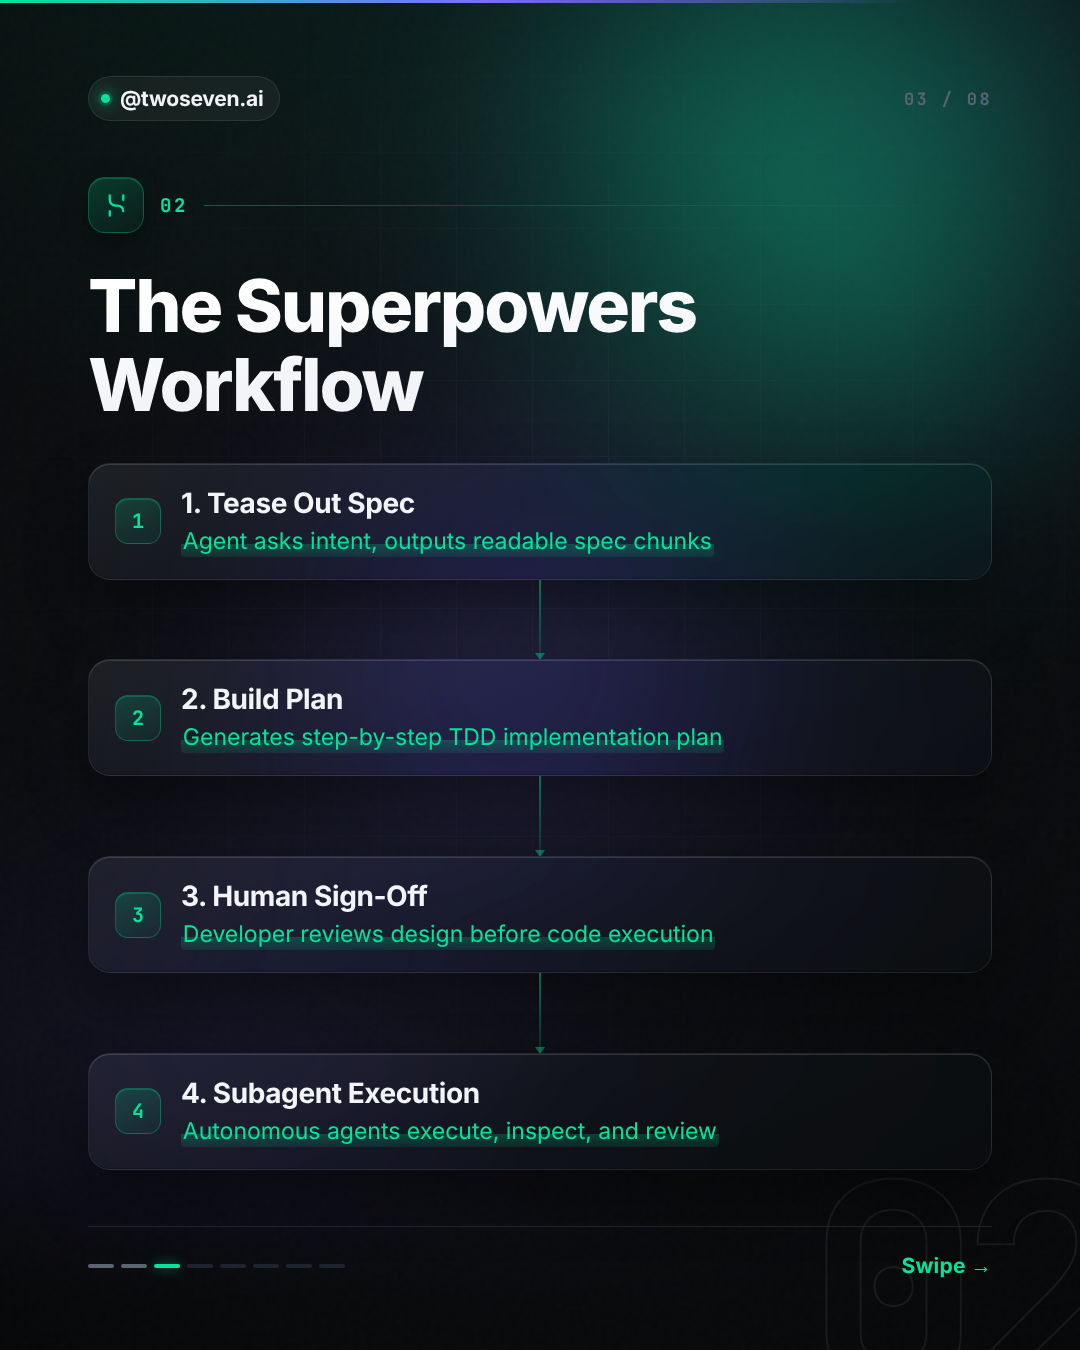 @twoseven.ai
03 / 08
02
The Superpowers
Workflow
1
1. Tease Out Spec
Agent asks intent, outputs readable spec chunks
2
2. Build Plan
Generates step-by-step TDD implementation plan
3
3. Human Sign-Off
Developer reviews design before code execution
4
4. Subagent Execution
Autonomous agents execute, inspect, and review
02
Swipe →